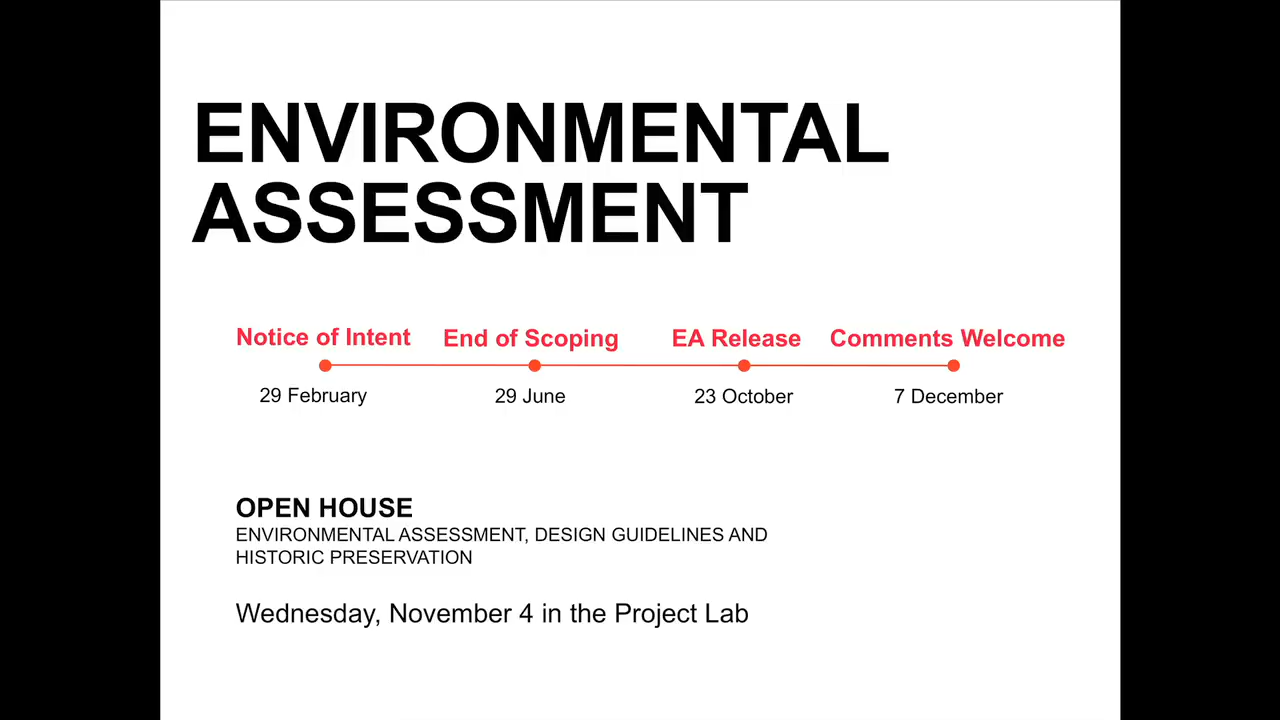 ENVIRONMENTAL
ASSESSMENT
Notice of Intent
End of Scoping
EA Release
Comments Welcome
29 February
29 June
23 October
7 December
OPEN HOUSE
ENVIRONMENTAL ASSESSMENT, DESIGN GUIDELINES AND
HISTORIC PRESERVATION
Wednesday, November 4 in the Project Lab